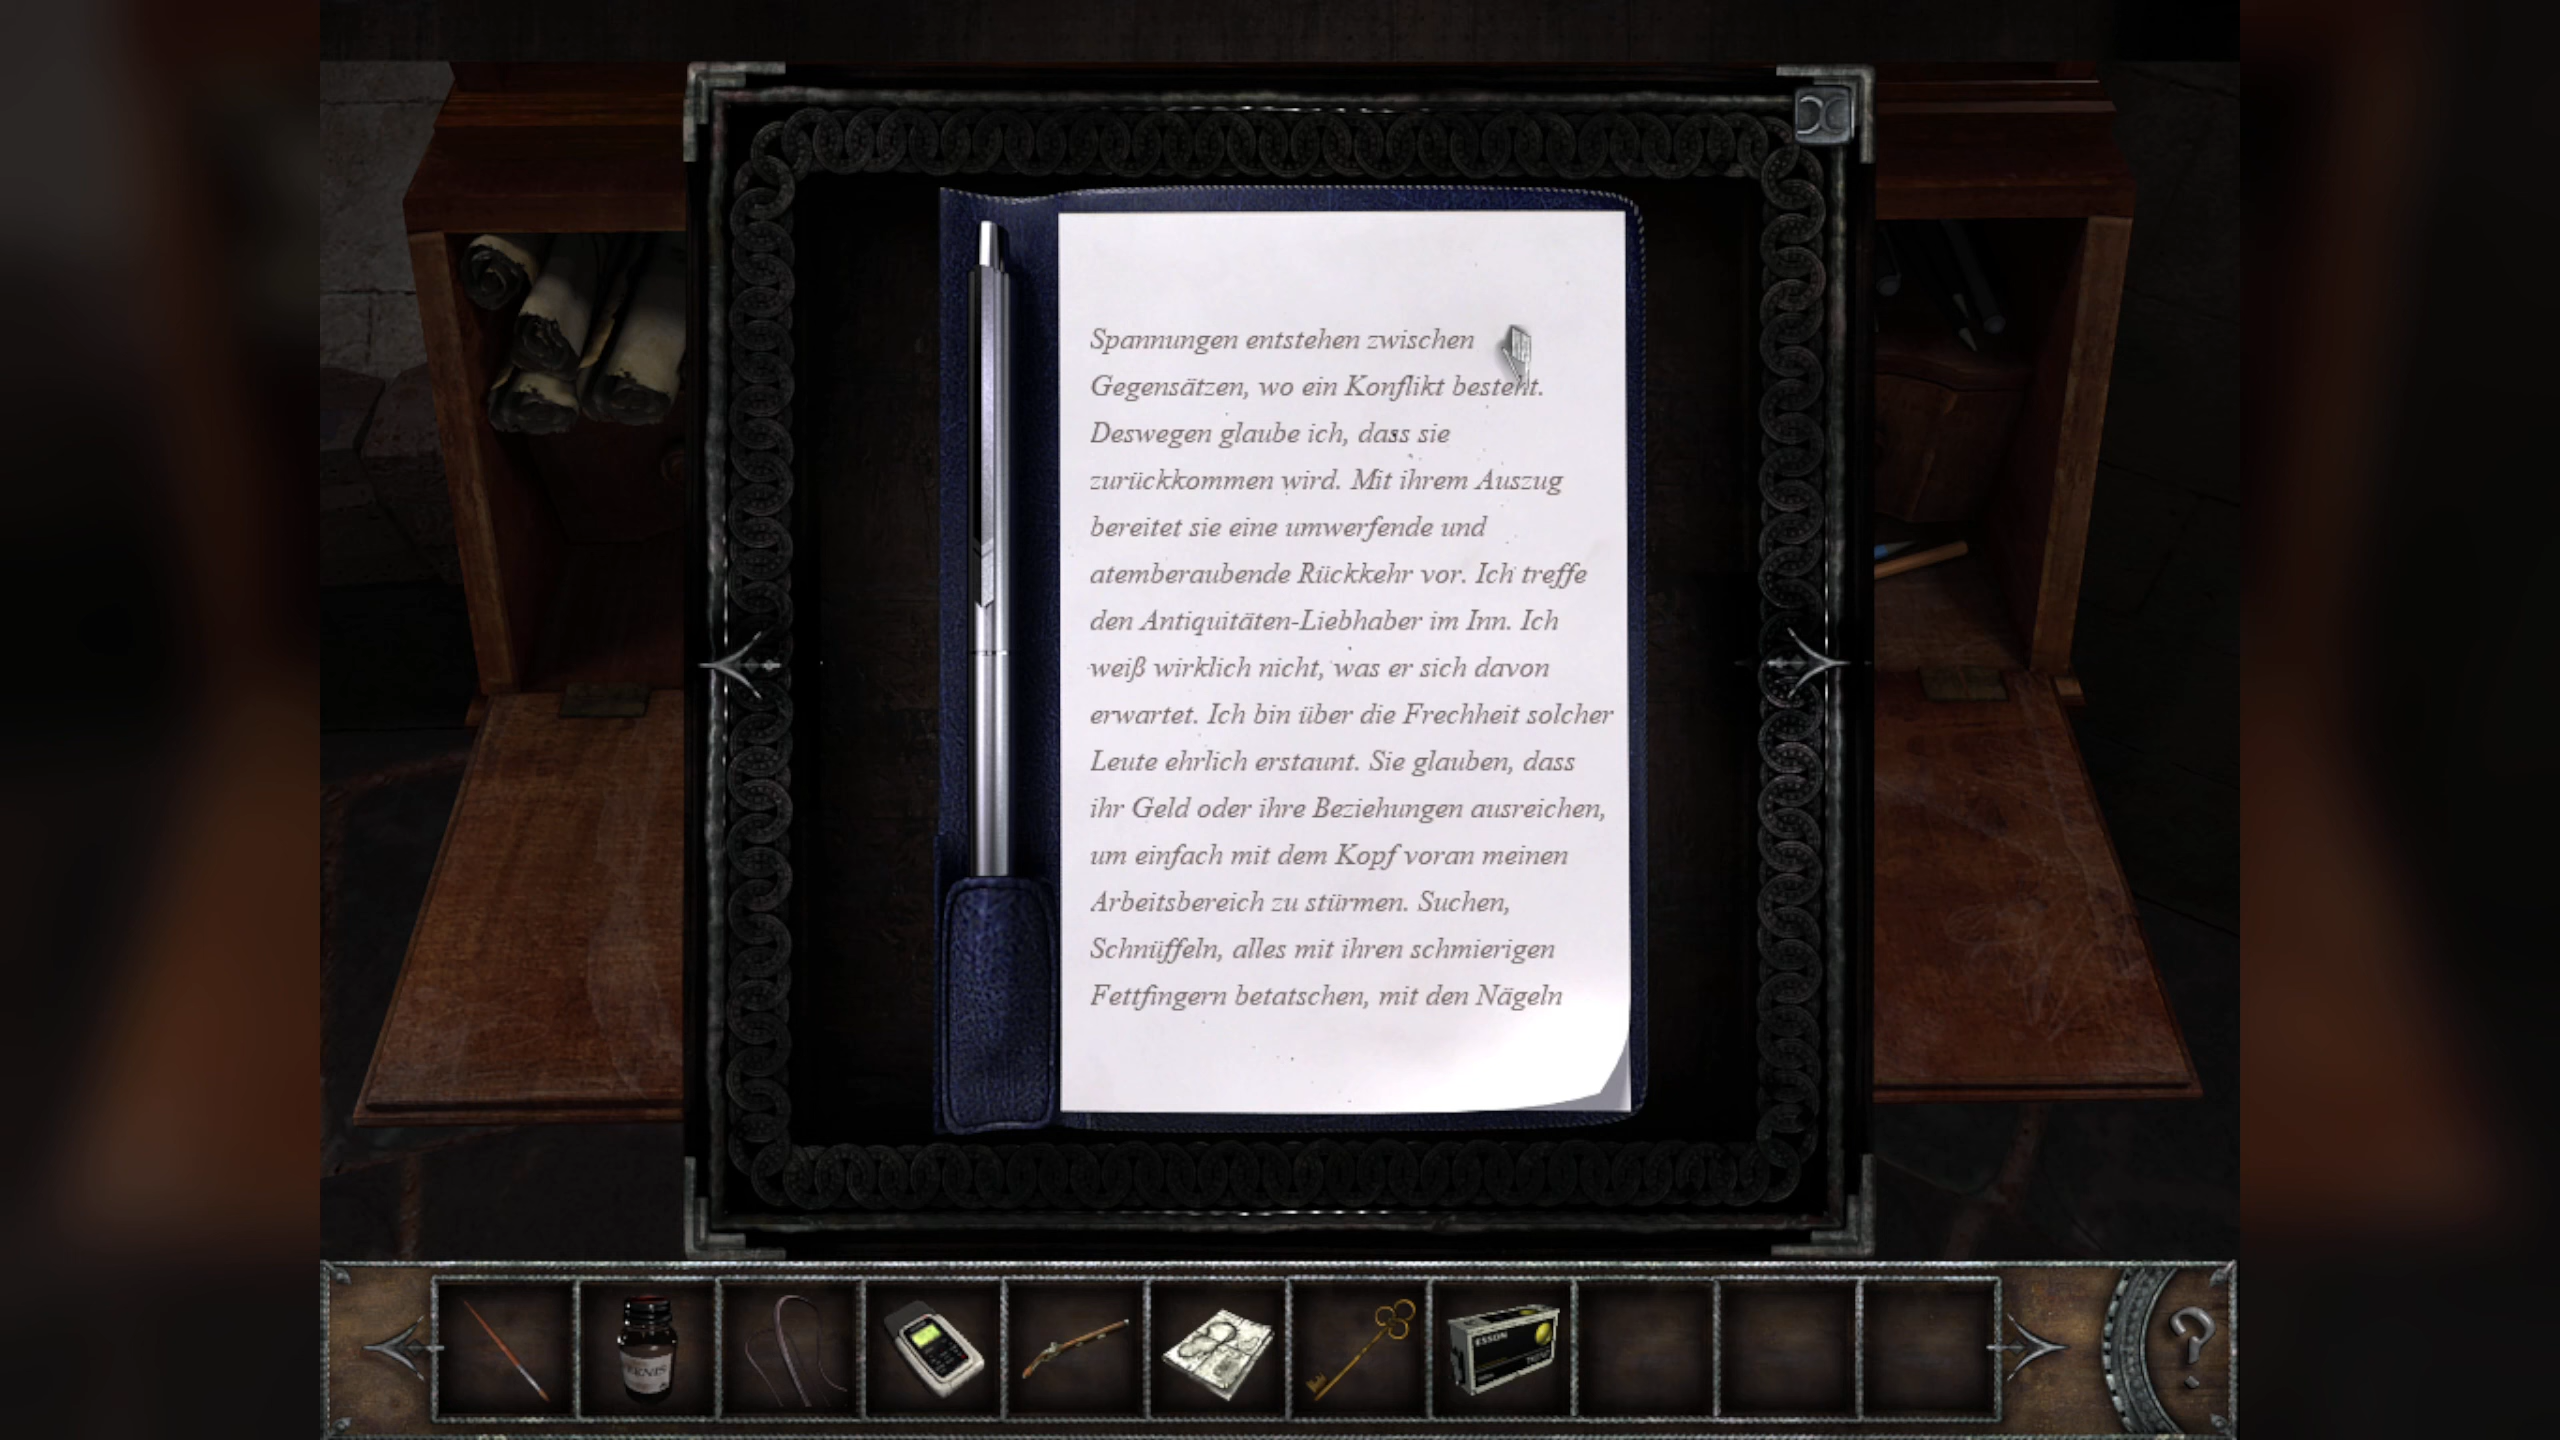 Spannungen entstehen zwischen
Gegensätzen, wo ein Konflikt besteht.
Deswegen glaube ich, dass sie
zurückkommen wird. Mit ihrem Auszug
bereitet sie eine umwerfende und
atemberaubende Rückkehr vor. Ich treffe
den Antiquitäten-Liebhaber im Inn. Ich
weiß wirklich nicht, was er sich davon
erwartet. Ich bin über die Frechheit solcher
Leute ehrlich erstaunt. Sie glauben, dass
ihr Geld oder ihre Beziehungen ausreichen,
um einfach mit dem Kopf voran meinen
Arbeitsbereich zu stürmen. Suchen,
Schnüffeln, alles mit ihren schmierigen
Fettfingern betatschen, mit den Nägeln
ESSON